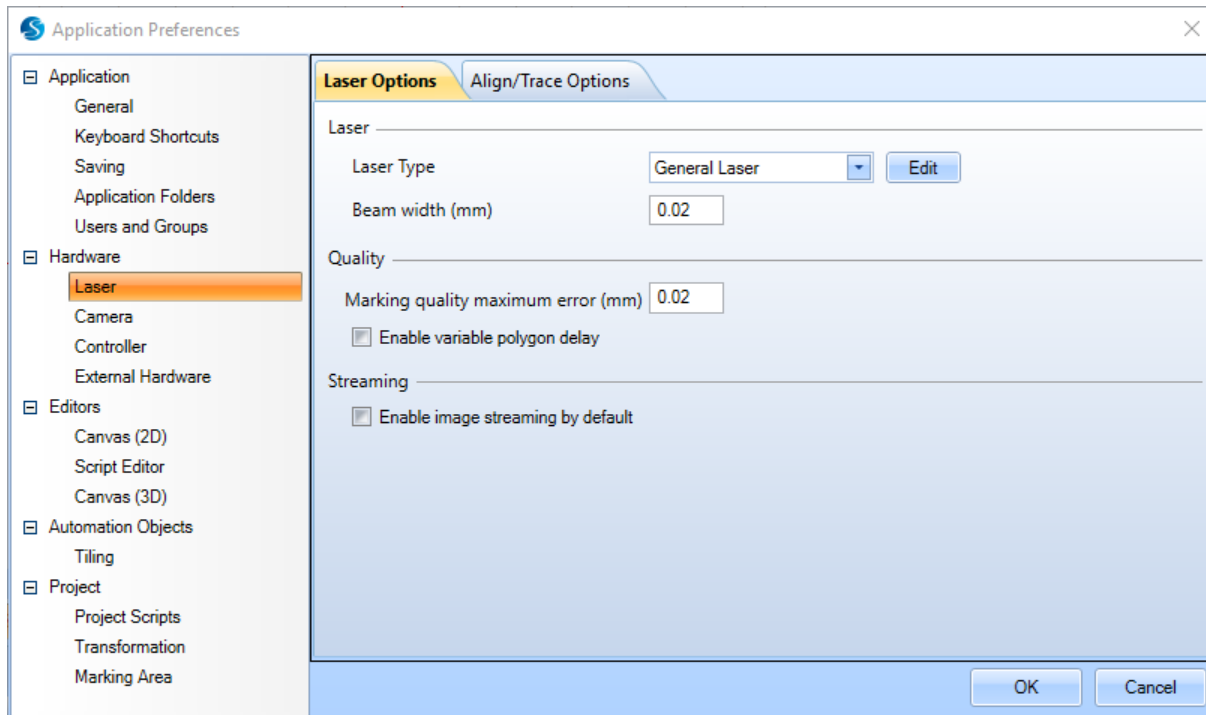 Application Preferences
Application
General
Keyboard Shortcuts
Saving
Application Folders
Users and Groups
Hardware
Laser
Camera
Controller
External Hardware
Editors
Canvas (2D)
Script Editor
Canvas (3D)
Automation Objects
Tiling
Project
Project Scripts
Transformation
Marking Area
Laser Options
Align/Trace Options
Laser
Laser Type General Laser Edit
Beam width (mm) 0.02
Quality
Marking quality maximum error (mm) 0.02
Enable variable polygon delay
Streaming
Enable image streaming by default
OK Cancel